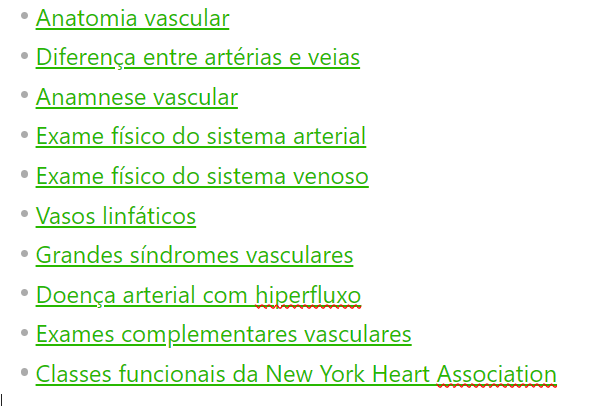 Anatomia vascular
Diferença entre artérias e veias
Anamnese vascular
Exame físico do sistema arterial
Exame físico do sistema venoso
Vasos linfáticos
Grandes síndromes vasculares
Doença arterial com hiperfluxo
Exames complementares vasculares
Classes funcionais da New York Heart Association